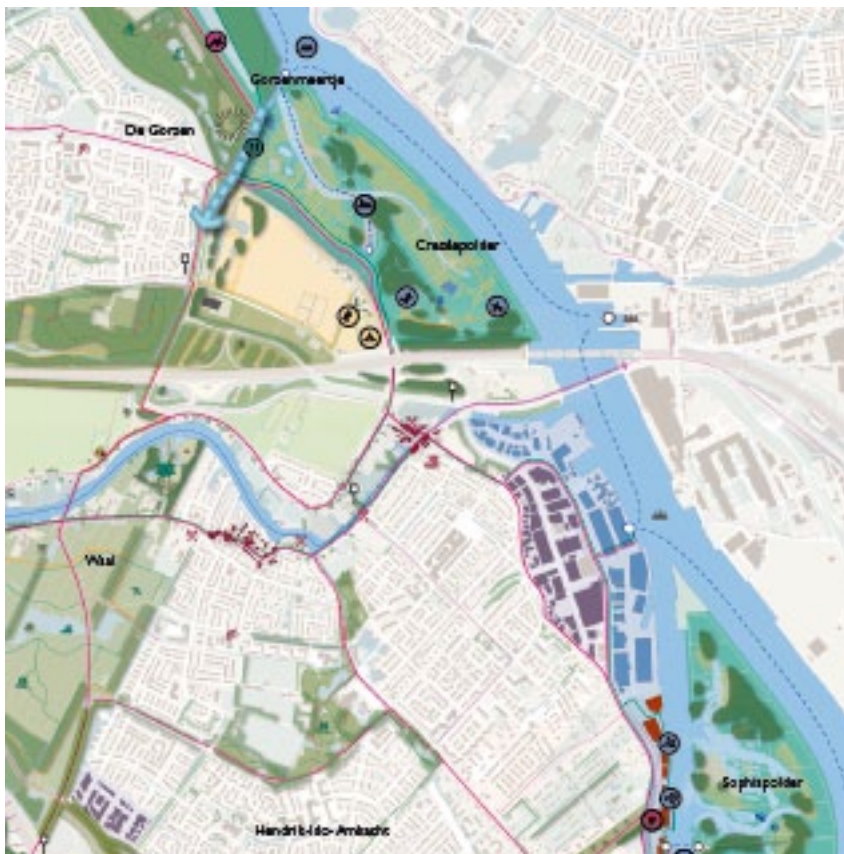 Gorzenmeertje
De Gorzen
Crezéepolder
Waal
Sophiapolder
Hendrik-Ido-Ambacht